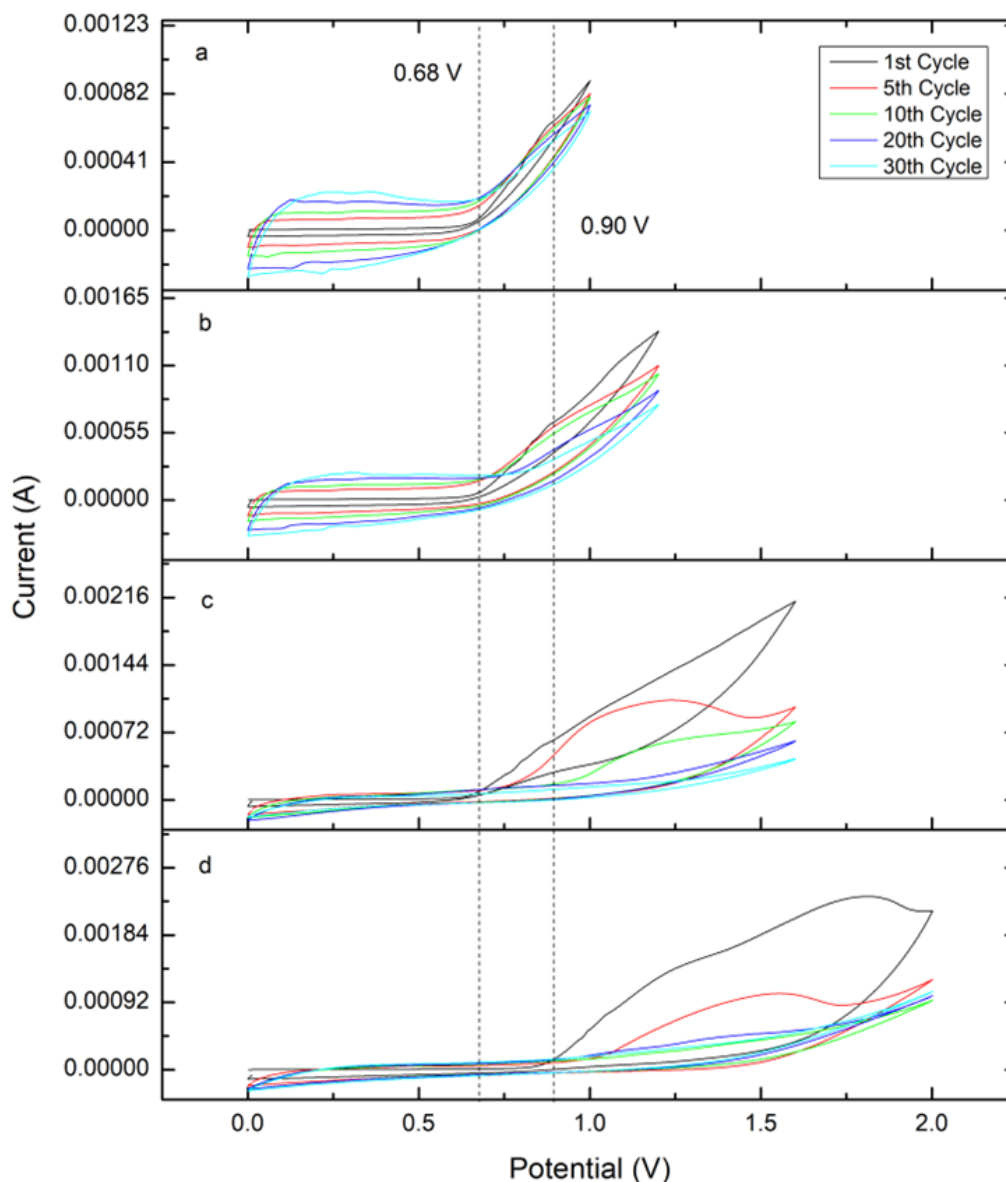 0.00123
a
0.68 V
1st Cycle
5th Cycle
10th Cycle
20th Cycle
30th Cycle
0.00082
0.00041
0.90 V
0.00000
0.00165
b
0.00110
0.00055
0.00000
Current (A)
0.00216
c
0.00144
0.00072
0.00000
0.00276
d
0.00184
0.00092
0.00000
0.0 0.5 1.0 1.5 2.0
Potential (V)